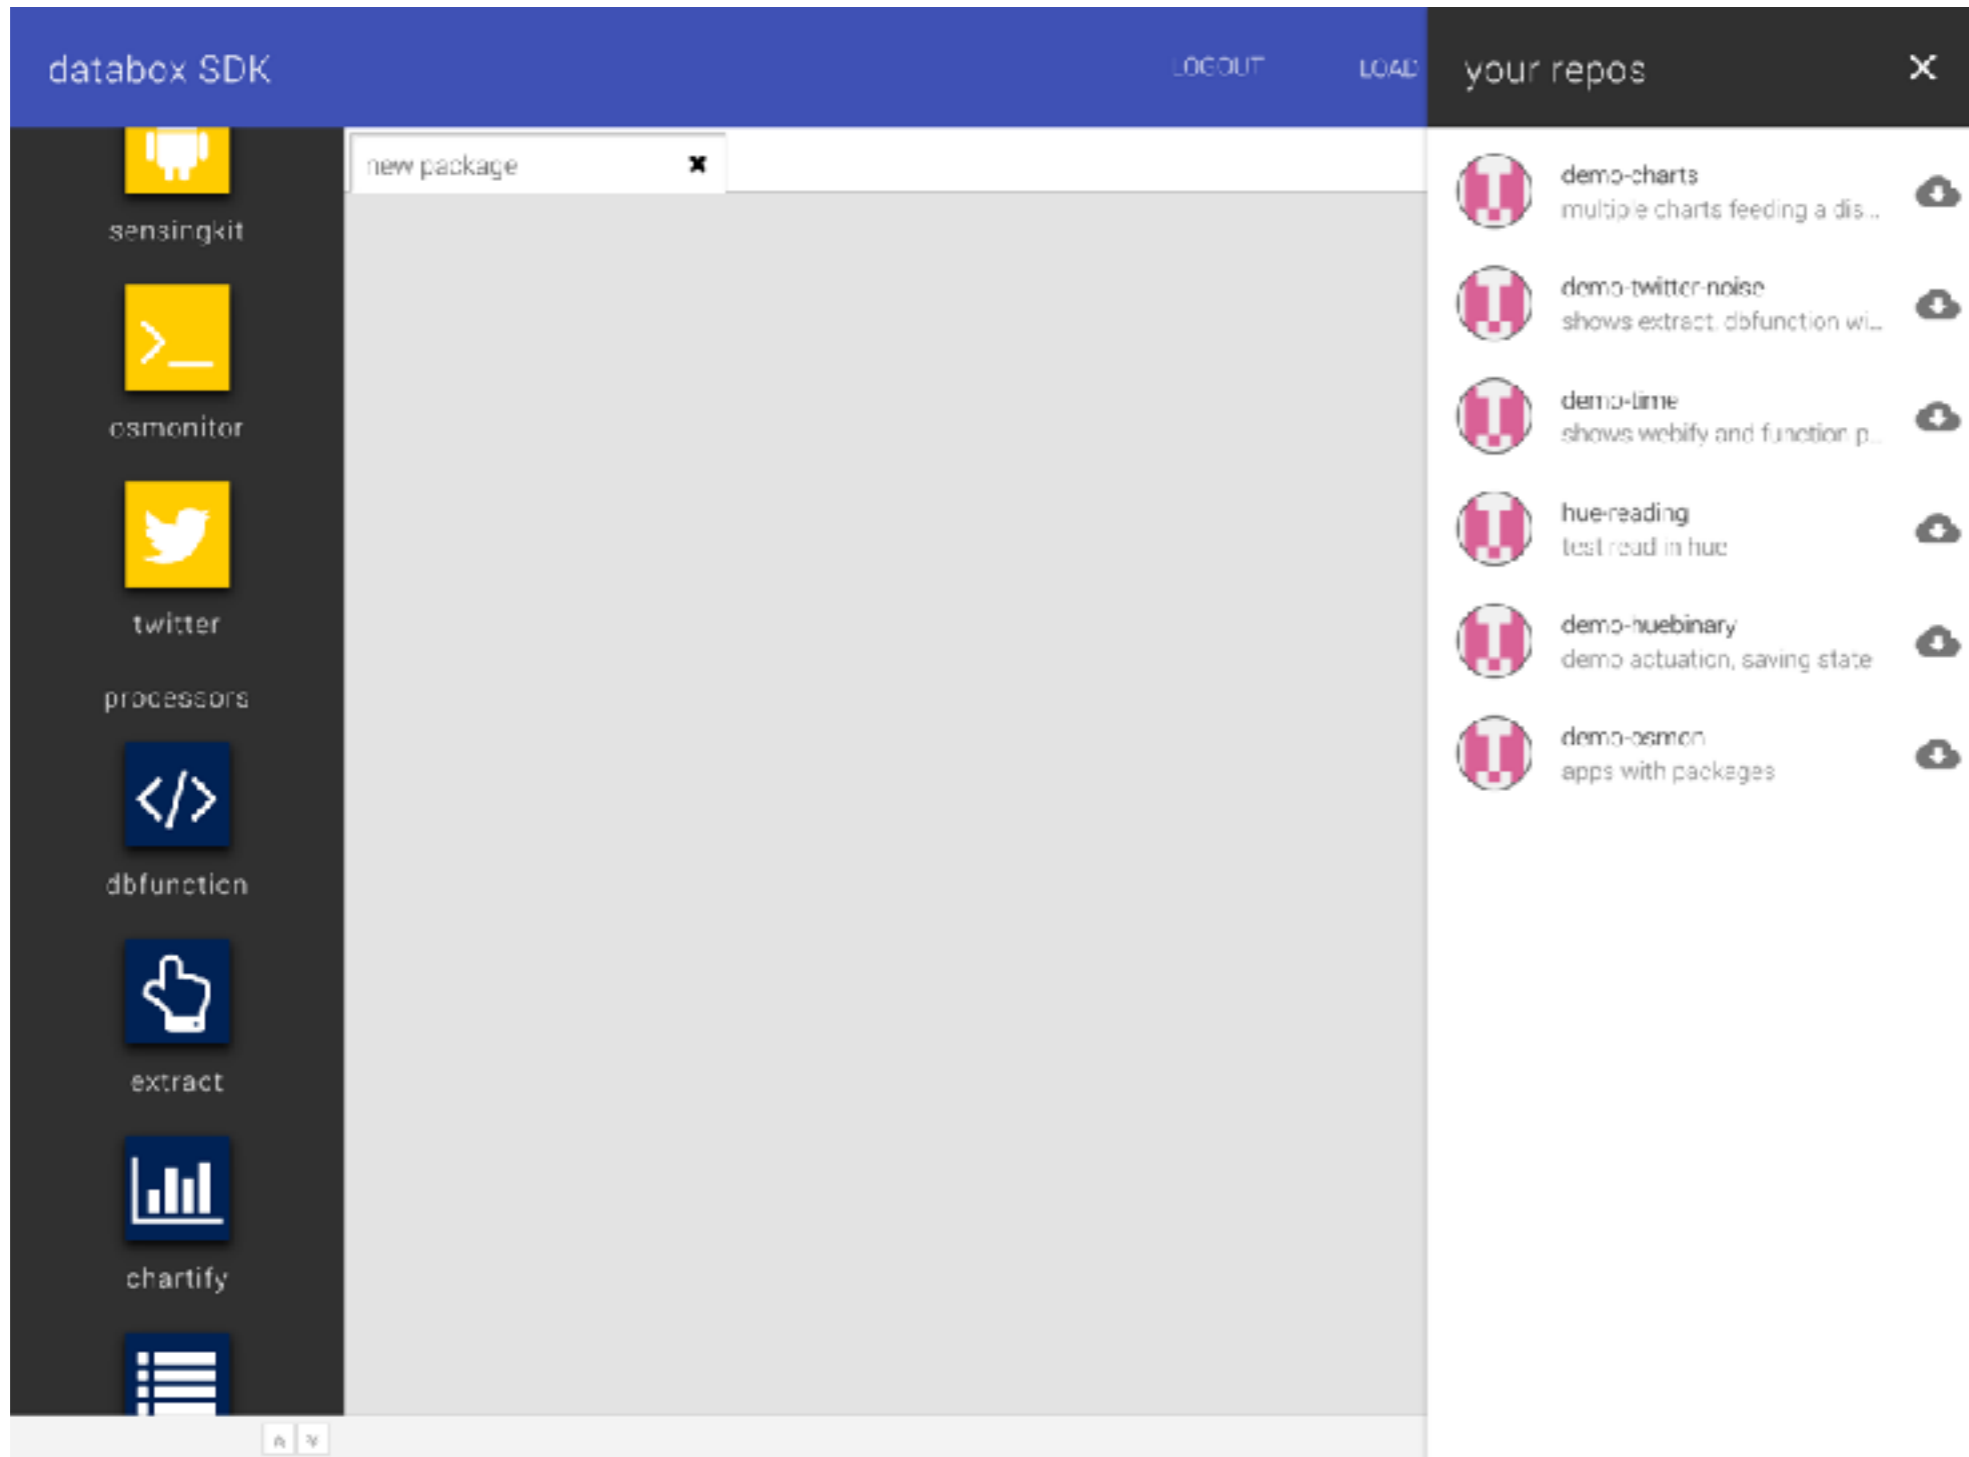 databox SDK
LOGOUT
LOAD
your repos
new package
sensingkit
osmonitor
twitter
processors
dbfunction
extract
chartify
demo-charts
multiple charts feeding a dis...
demo-twitter-noise
shows extract, dbfunction wi...
demo-time
shows webify and function p...
hue-reading
test read in hue
demo-huebinary
demo actuation, saving state
demo-osmon
apps with packages